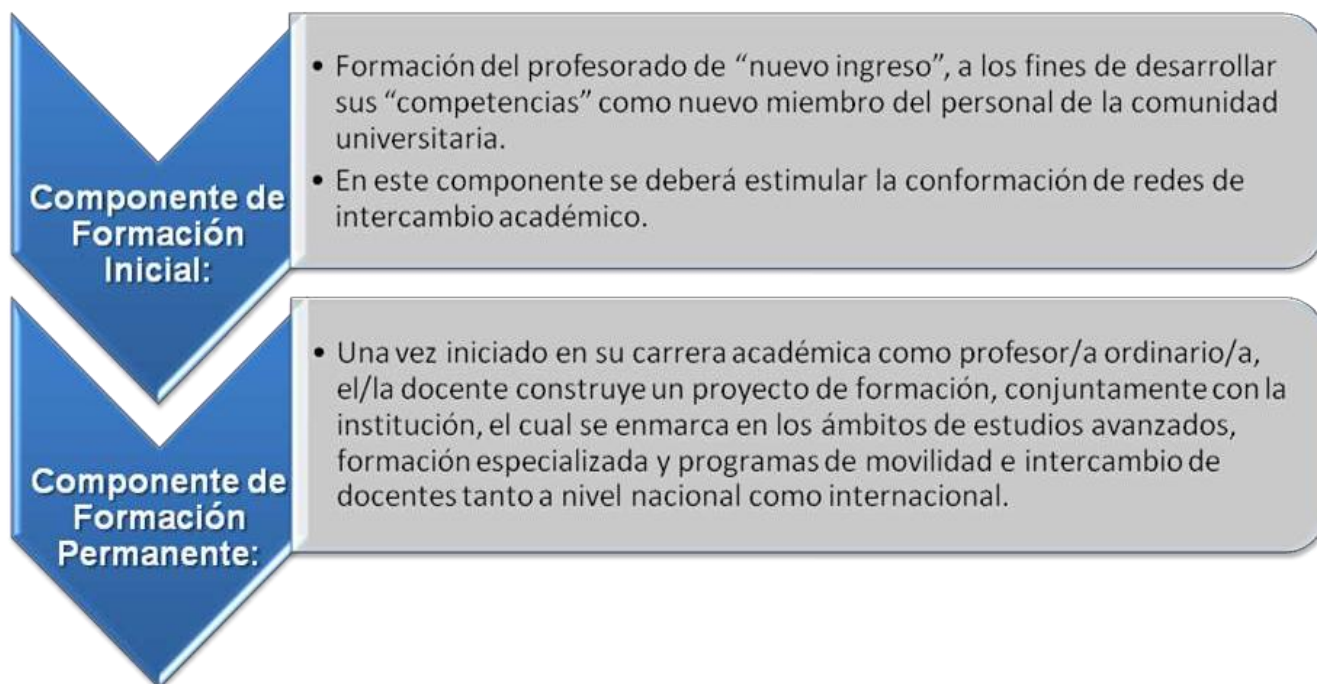 Componente de
Formación
Inicial:
• Formación del profesorado de “nuevo ingreso”, a los fines de desarrollar
sus “competencias” como nuevo miembro del personal de la comunidad
universitaria.
• En este componente se deberá estimular la conformación de redes de
intercambio académico.
Componente de
Formación
Permanente:
• Una vez iniciado en su carrera académica como profesor/a ordinario/a,
el/la docente construye un proyecto de formación, conjuntamente con la
institución, el cual se enmarca en los ámbitos de estudios avanzados,
formación especializada y programas de movilidad e intercambio de
docentes tanto a nivel nacional como internacional.